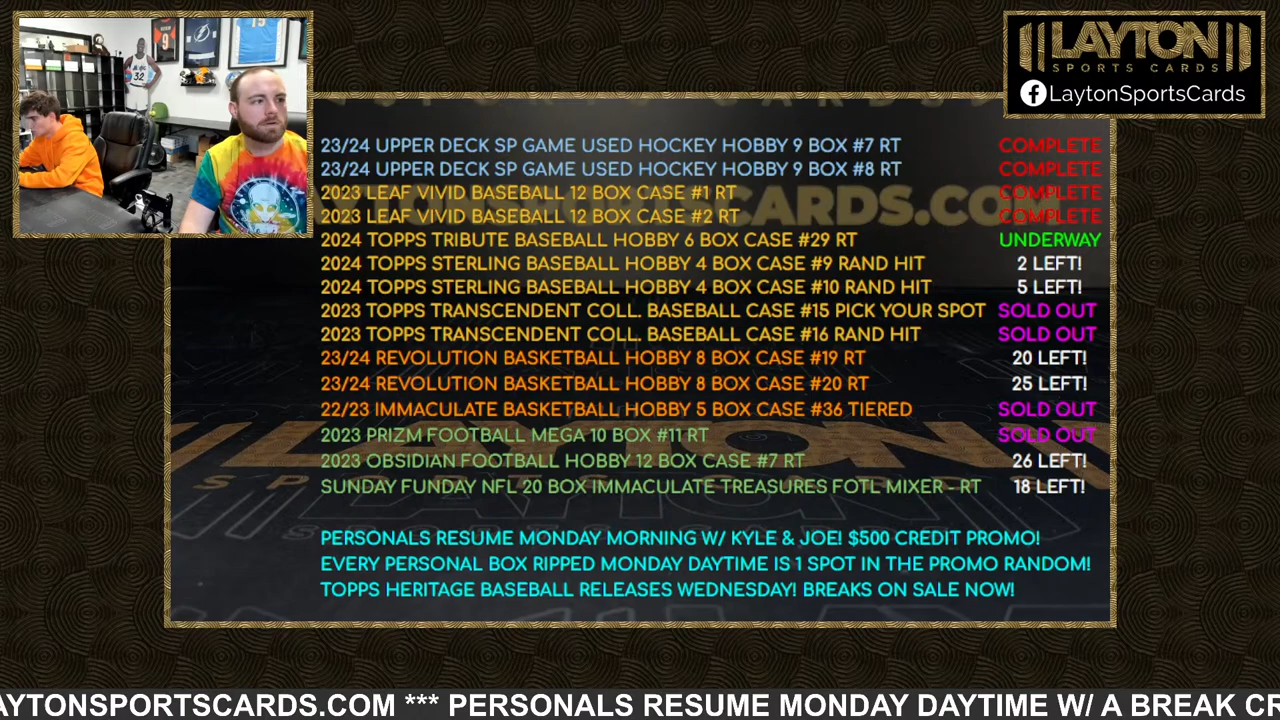 LAYTON
SPORTS CARDS
LaytonSportsCards
23/24 UPPER DECK SP GAME USED HOCKEY HOBBY 9 BOX #7 RT COMPLETE
23/24 UPPER DECK SP GAME USED HOCKEY HOBBY 9 BOX #8 RT COMPLETE
2023 LEAF VIVID BASEBALL 12 BOX CASE #1 RT COMPLETE
2023 LEAF VIVID BASEBALL 12 BOX CASE #2 RT COMPLETE
2024 TOPPS TRIBUTE BASEBALL HOBBY 6 BOX CASE #29 RT UNDERWAY
2024 TOPPS STERLING BASEBALL HOBBY 4 BOX CASE #9 RAND HIT 2 LEFT!
2024 TOPPS STERLING BASEBALL HOBBY 4 BOX CASE #10 RAND HIT 5 LEFT!
2023 TOPPS TRANSCENDENT COLL. BASEBALL CASE #15 PICK YOUR SPOT SOLD OUT
2023 TOPPS TRANSCENDENT COLL. BASEBALL CASE #16 RAND HIT SOLD OUT
23/24 REVOLUTION BASKETBALL HOBBY 8 BOX CASE #19 RT 20 LEFT!
23/24 REVOLUTION BASKETBALL HOBBY 8 BOX CASE #20 RT 25 LEFT!
22/23 IMMACULATE BASKETBALL HOBBY 5 BOX CASE #36 TIERED SOLD OUT
2023 PRIZM FOOTBALL MEGA 10 BOX #11 RT SOLD OUT
2023 OBSIDIAN FOOTBALL HOBBY 12 BOX CASE #7 RT 26 LEFT!
SUNDAY FUNDAY NFL 20 BOX IMMACULATE TREASURES FOTL MIXER - RT 18 LEFT!
PERSONALS RESUME MONDAY MORNING W/ KYLE & JOE! $500 CREDIT PROMO!
EVERY PERSONAL BOX RIPPED MONDAY DAYTIME IS 1 SPOT IN THE PROMO RANDOM!
TOPPS HERITAGE BASEBALL RELEASES WEDNESDAY! BREAKS ON SALE NOW!
AYTONSPORTSCARDS.COM *** PERSONALS RESUME MONDAY DAYTIME W/ A BREAK CR